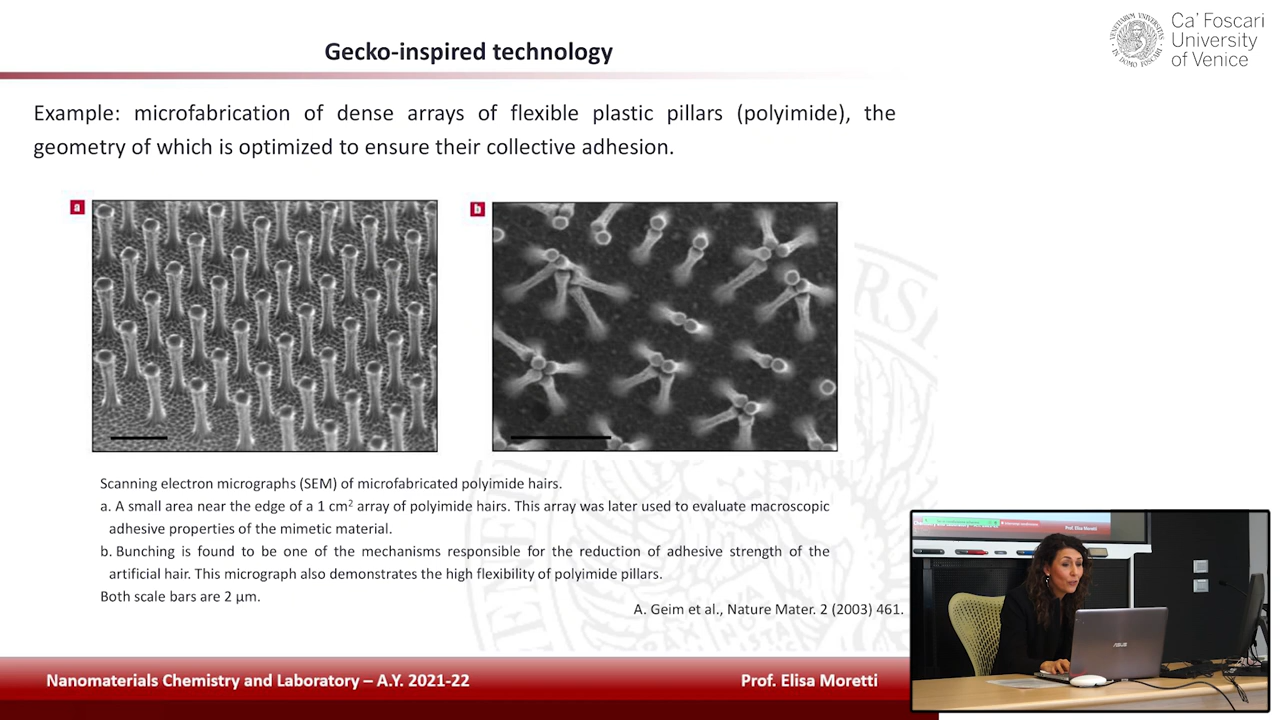 Gecko-inspired technology
Ca' Foscari
University
of Venice
Example: microfabrication of dense arrays of flexible plastic pillars (polyimide), the
geometry of which is optimized to ensure their collective adhesion.
a
b
Scanning electron micrographs (SEM) of microfabricated polyimide hairs.
a. A small area near the edge of a 1 cm² array of polyimide hairs. This array was later used to evaluate macroscopic
adhesive properties of the mimetic material.
b. Bunching is found to be one of the mechanisms responsible for the reduction of adhesive strength of the
artificial hair. This micrograph also demonstrates the high flexibility of polyimide pillars.
Both scale bars are 2 μm.
A. Geim et al., Nature Mater. 2 (2003) 461.
Nanomaterials Chemistry and Laboratory – A.Y. 2021-22
Prof. Elisa Moretti
Prof. Elisa Moretti
ASUS